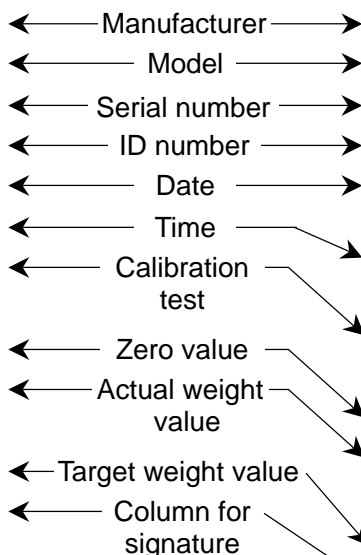 Manufacturer
Model
Serial number
ID number
Date
Time
Calibration
test
Zero value
Actual weight
value
Target weight value
Column for
signature